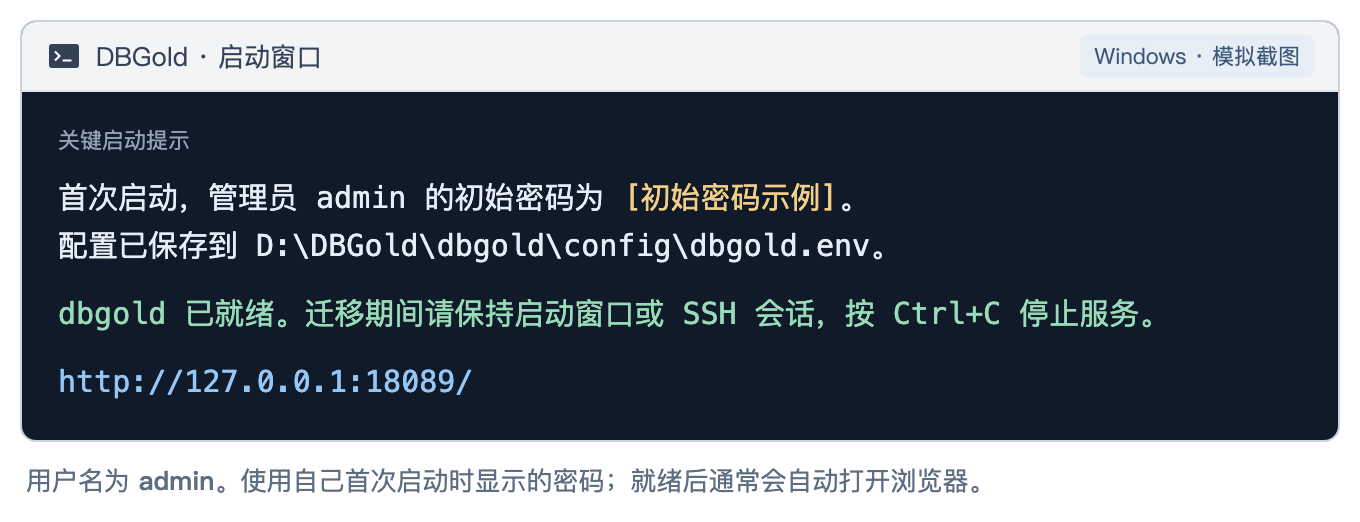 DBGold · 启动窗口
Windows · 模拟截图
关键启动提示
首次启动，管理员 admin 的初始密码为 [初始密码示例]。
配置已保存到 D:\DBGold\dbgold\config\dbgold.env。
dbgold 已就绪。迁移期间请保持启动窗口或 SSH 会话，按 Ctrl+C 停止服务。
http://127.0.0.1:18089/
用户名为 admin。使用自己首次启动时显示的密码；就绪后通常会自动打开浏览器。